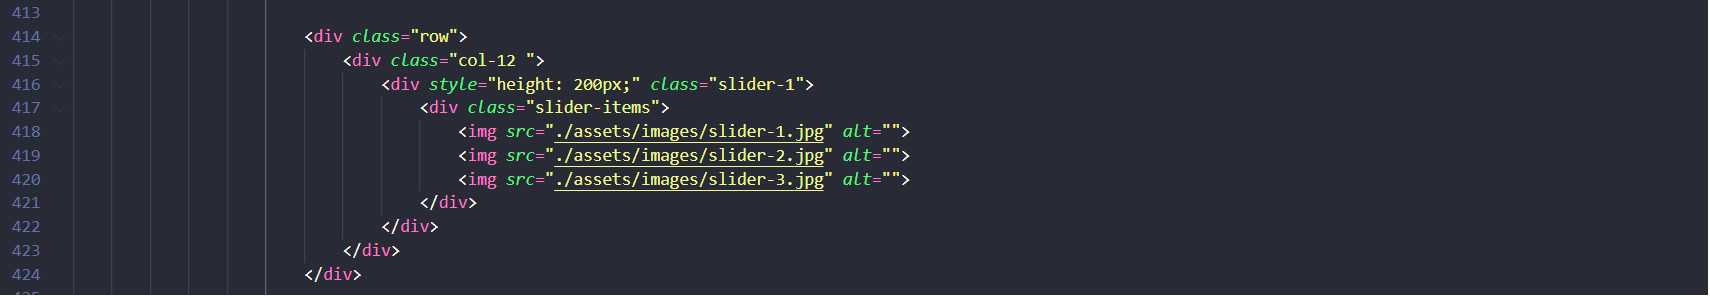 413
414 <div class="row">
415 <div class="col-12 ">
416 <div style="height: 200px;" class="slider-1">
417 <div class="slider-items">
418 <img src="./assets/images/slider-1.jpg" alt="">
419 <img src="./assets/images/slider-2.jpg" alt="">
420 <img src="./assets/images/slider-3.jpg" alt="">
421 </div>
422 </div>
423 </div>
424 </div>